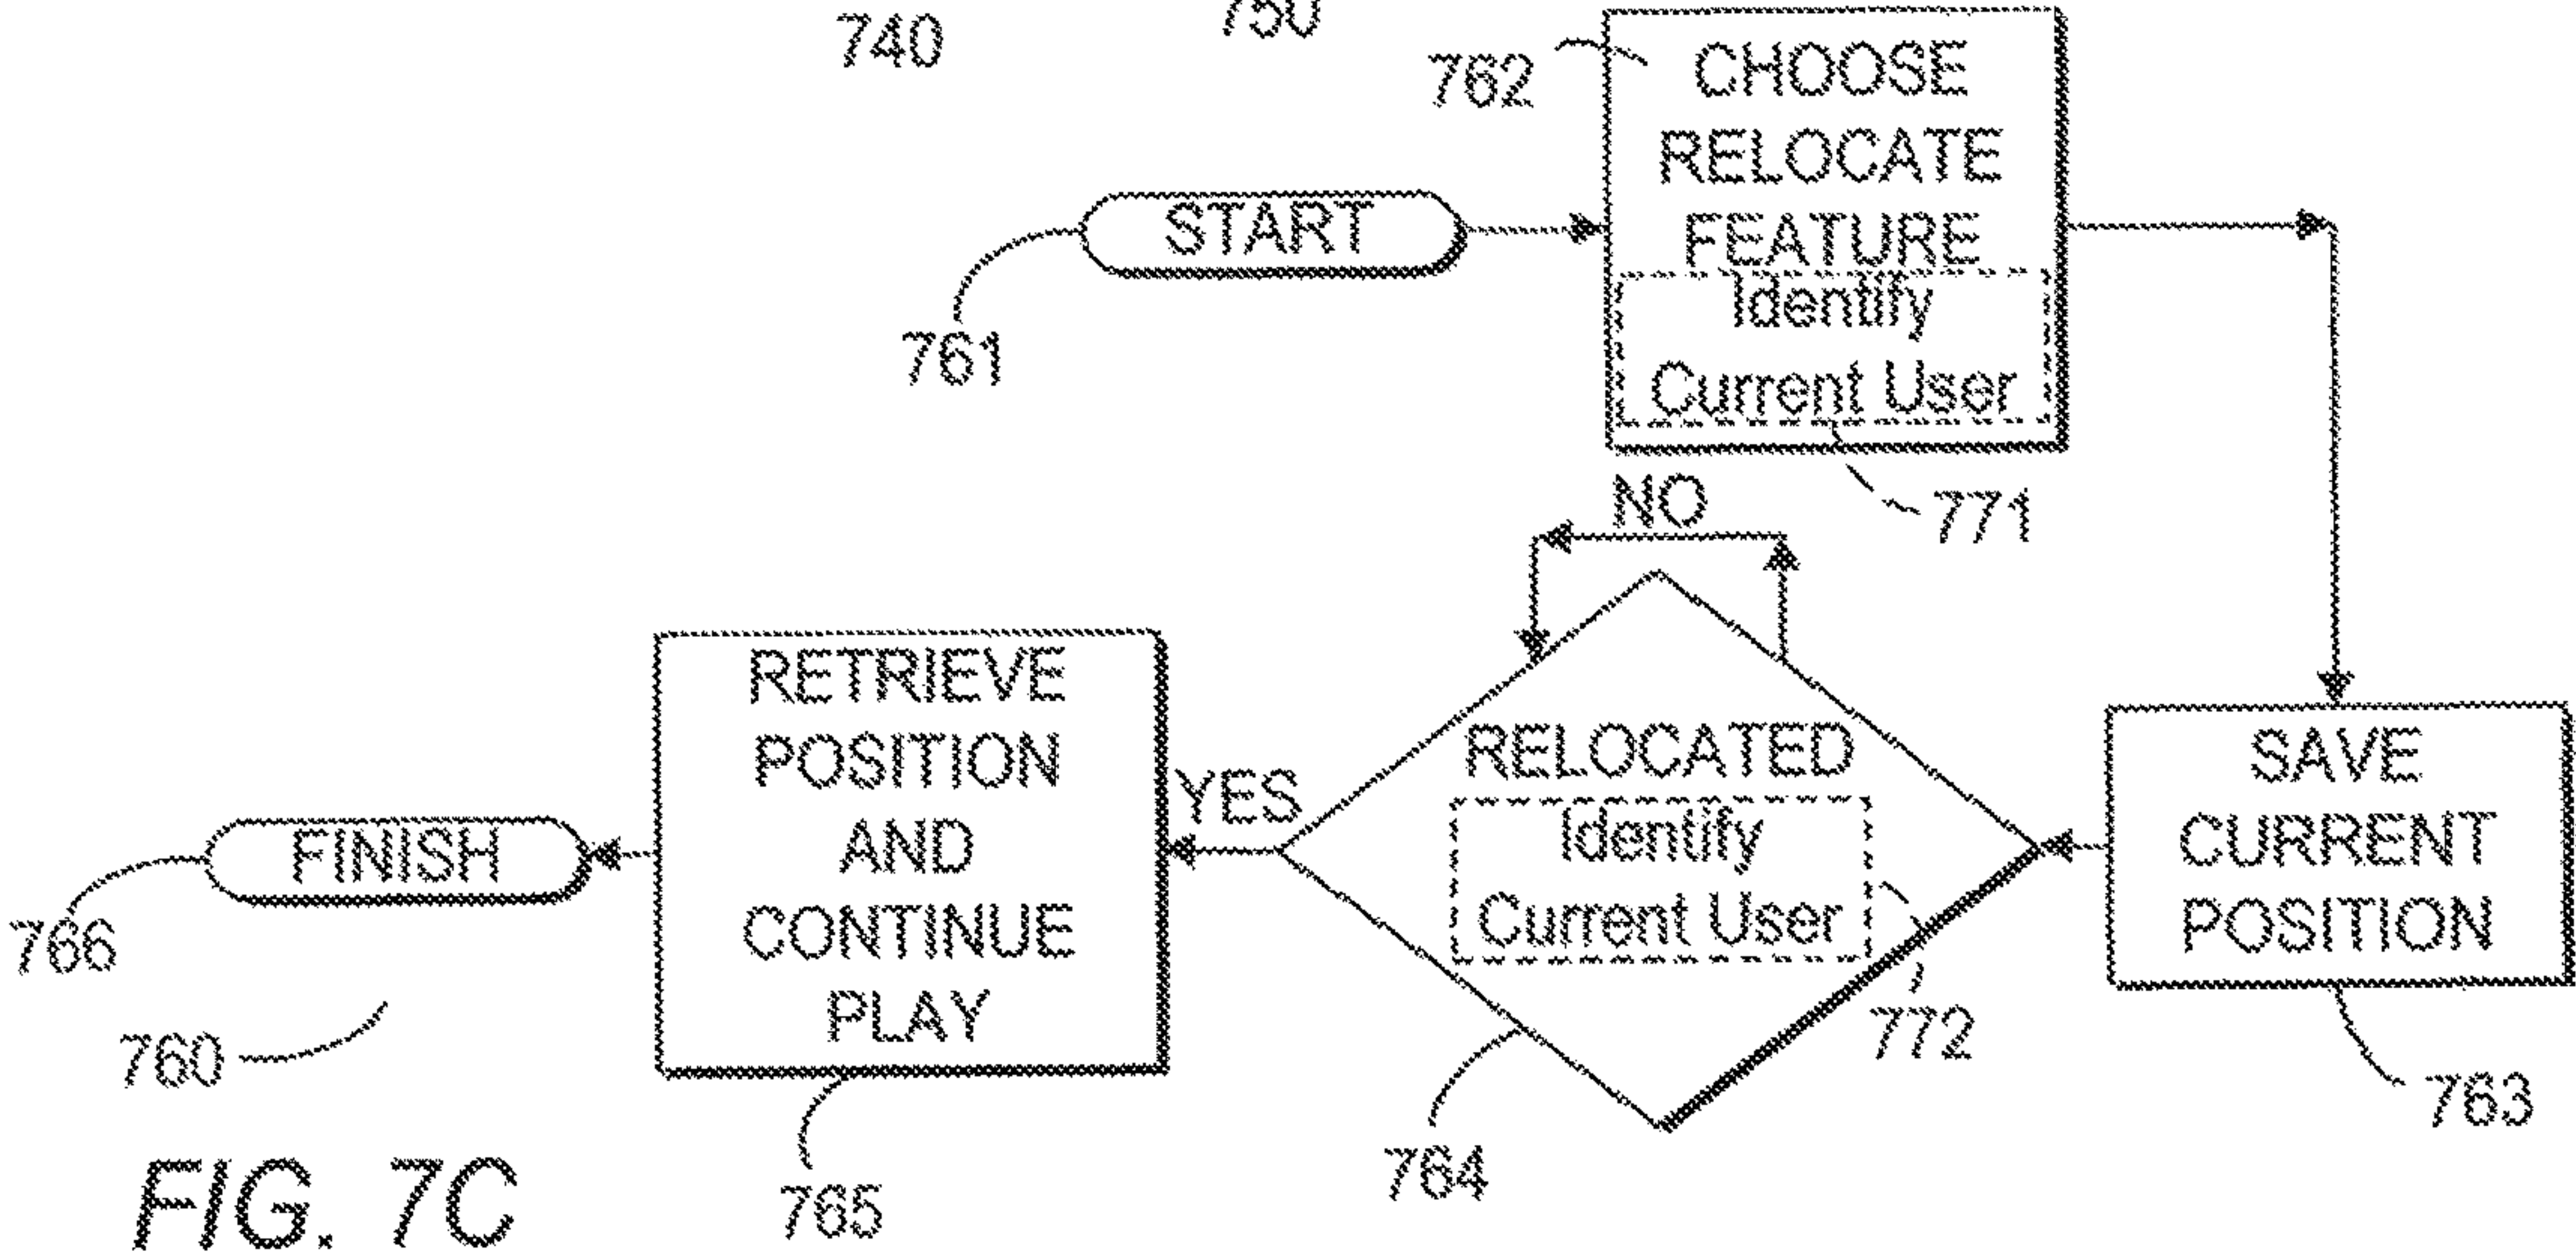 740
750
762
CHOOSE
RELOCATE
FEATURE
Identify
Current User
START
761
771
NO
RETRIEVE
POSITION
AND
CONTINUE
PLAY
YES
RELOCATED
Identify
Current User
SAVE
CURRENT
POSITION
FINISH
766
760
772
763
764
765
FIG. 7C